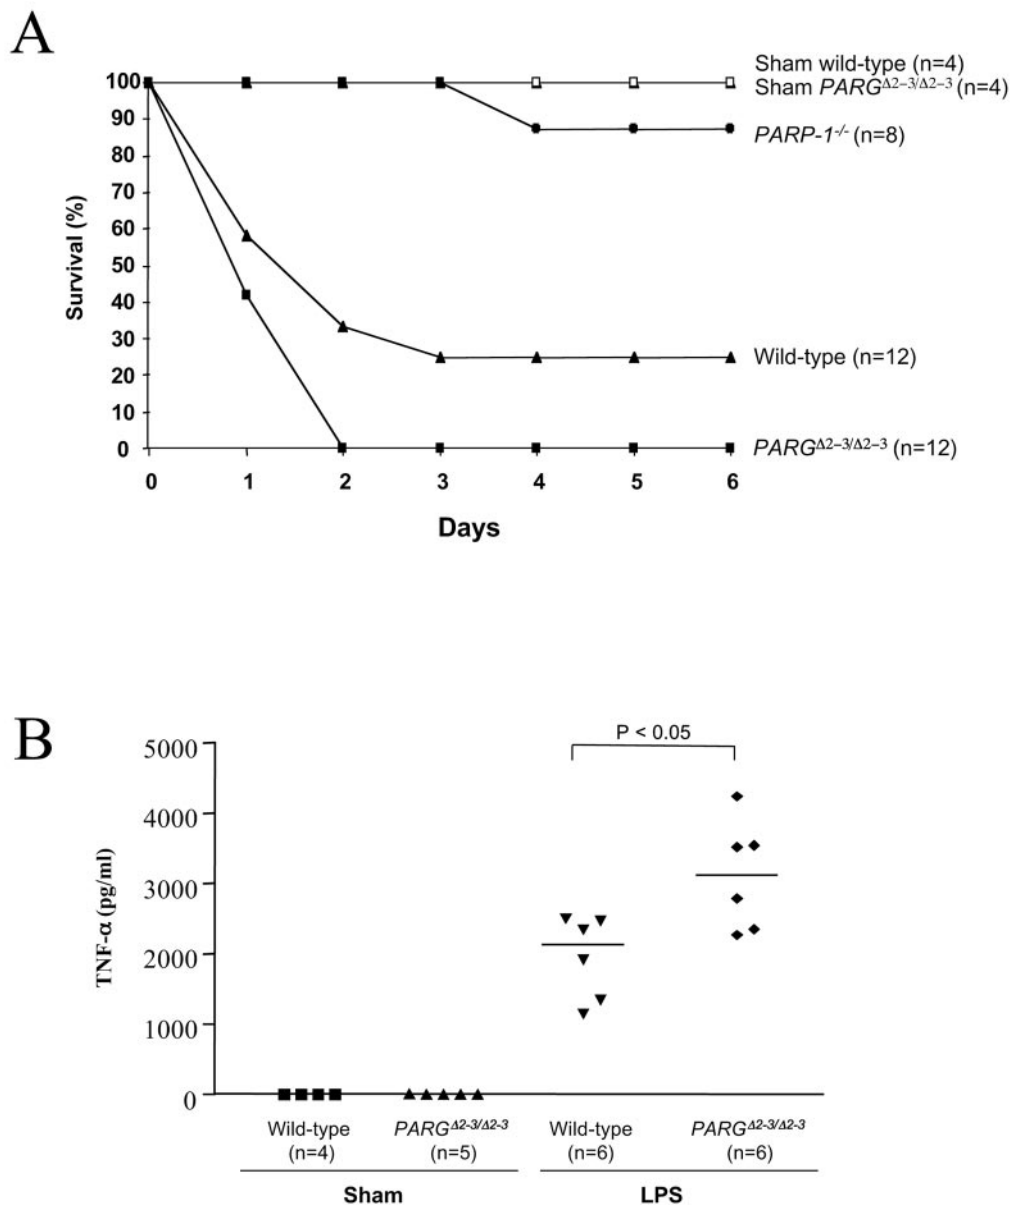 A
Sham wild-type (n=4)
Sham PARGΔ2–3/Δ2–3 (n=4)
PARP-1-/- (n=8)
Wild-type (n=12)
PARGΔ2–3/Δ2–3 (n=12)
Survival (%)
100
90
80
70
60
50
40
30
20
10
0
0 1 2 3 4 5 6
Days
B
P < 0.05
TNF-α (pg/ml)
5000
4000
3000
2000
1000
0
Wild-type PARGΔ2-3/Δ2-3 Wild-type PARGΔ2-3/Δ2-3
(n=4) (n=5) (n=6) (n=6)
Sham LPS